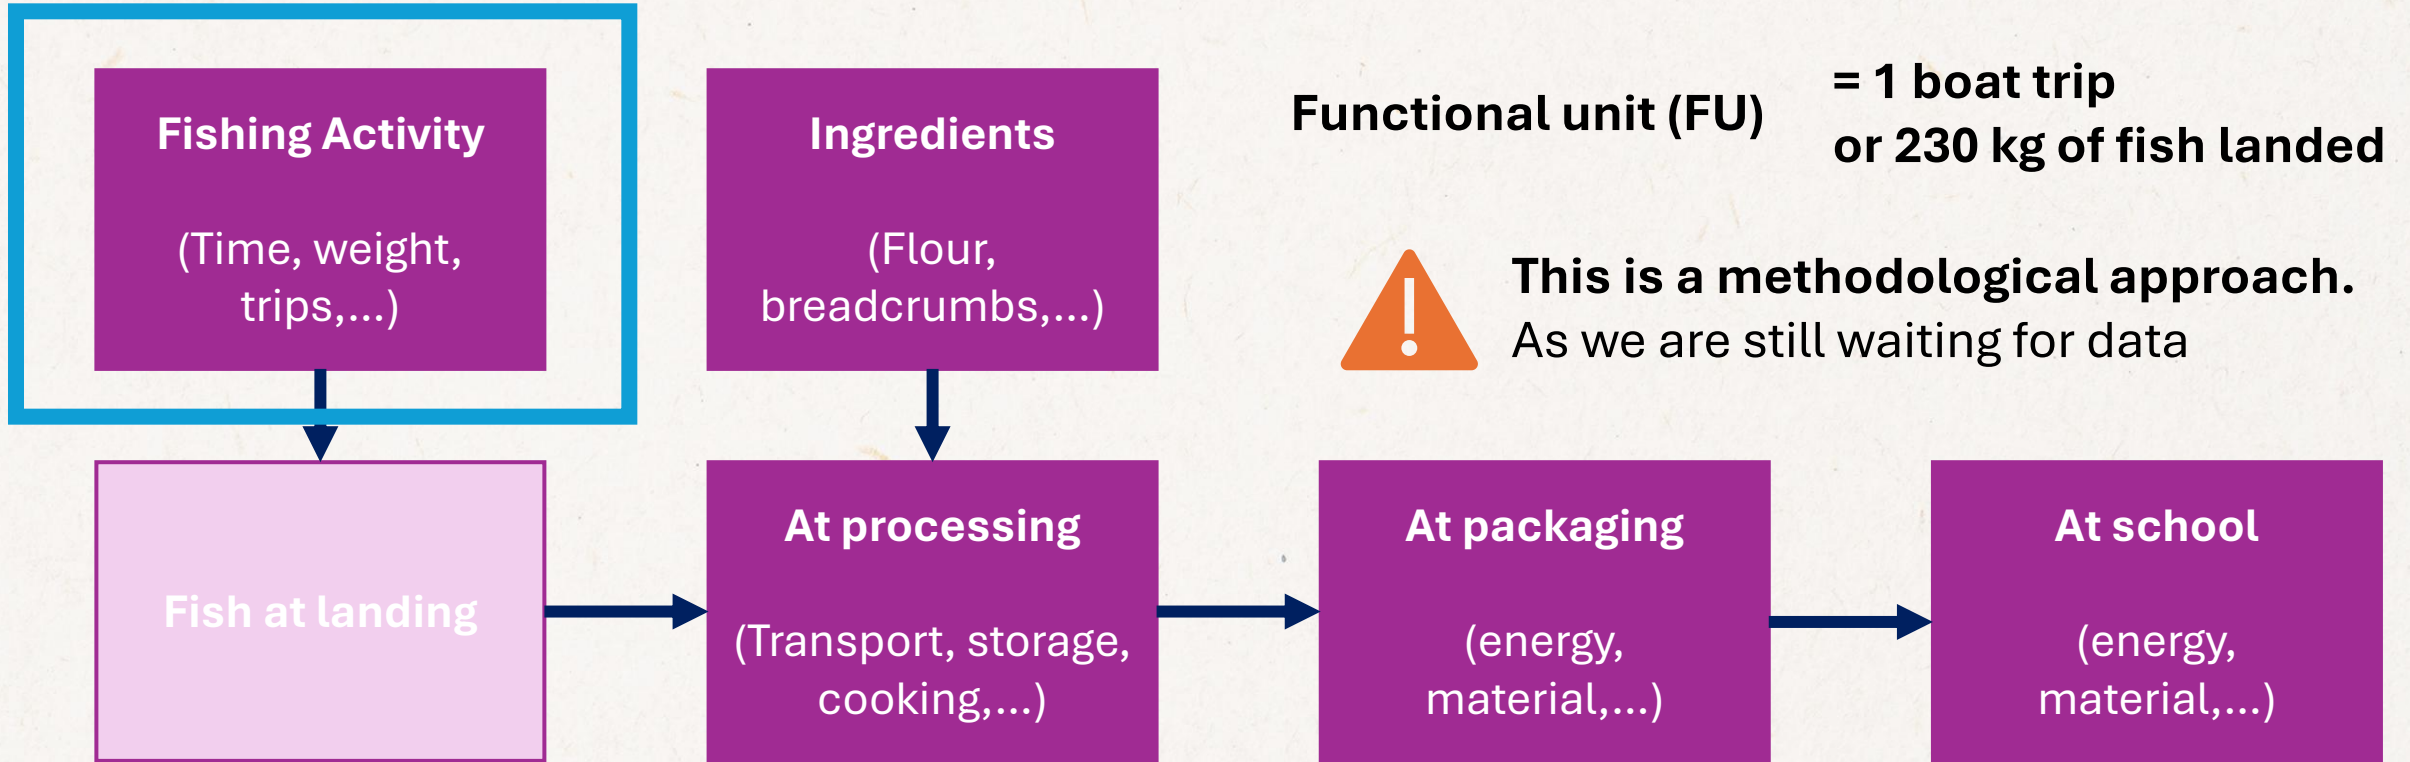 Fishing Activity
(Time, weight,
trips,...)
Ingredients
(Flour,
breadcrumbs,...)
Functional unit (FU)
= 1 boat trip
or 230 kg of fish landed
This is a methodological approach.
As we are still waiting for data
Fish at landing
At processing
(Transport, storage,
cooking,...)
At packaging
(energy,
material,...)
At school
(energy,
material,...)